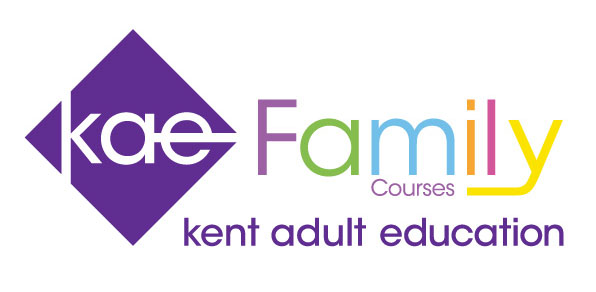 kae Family
Courses
kent adult education